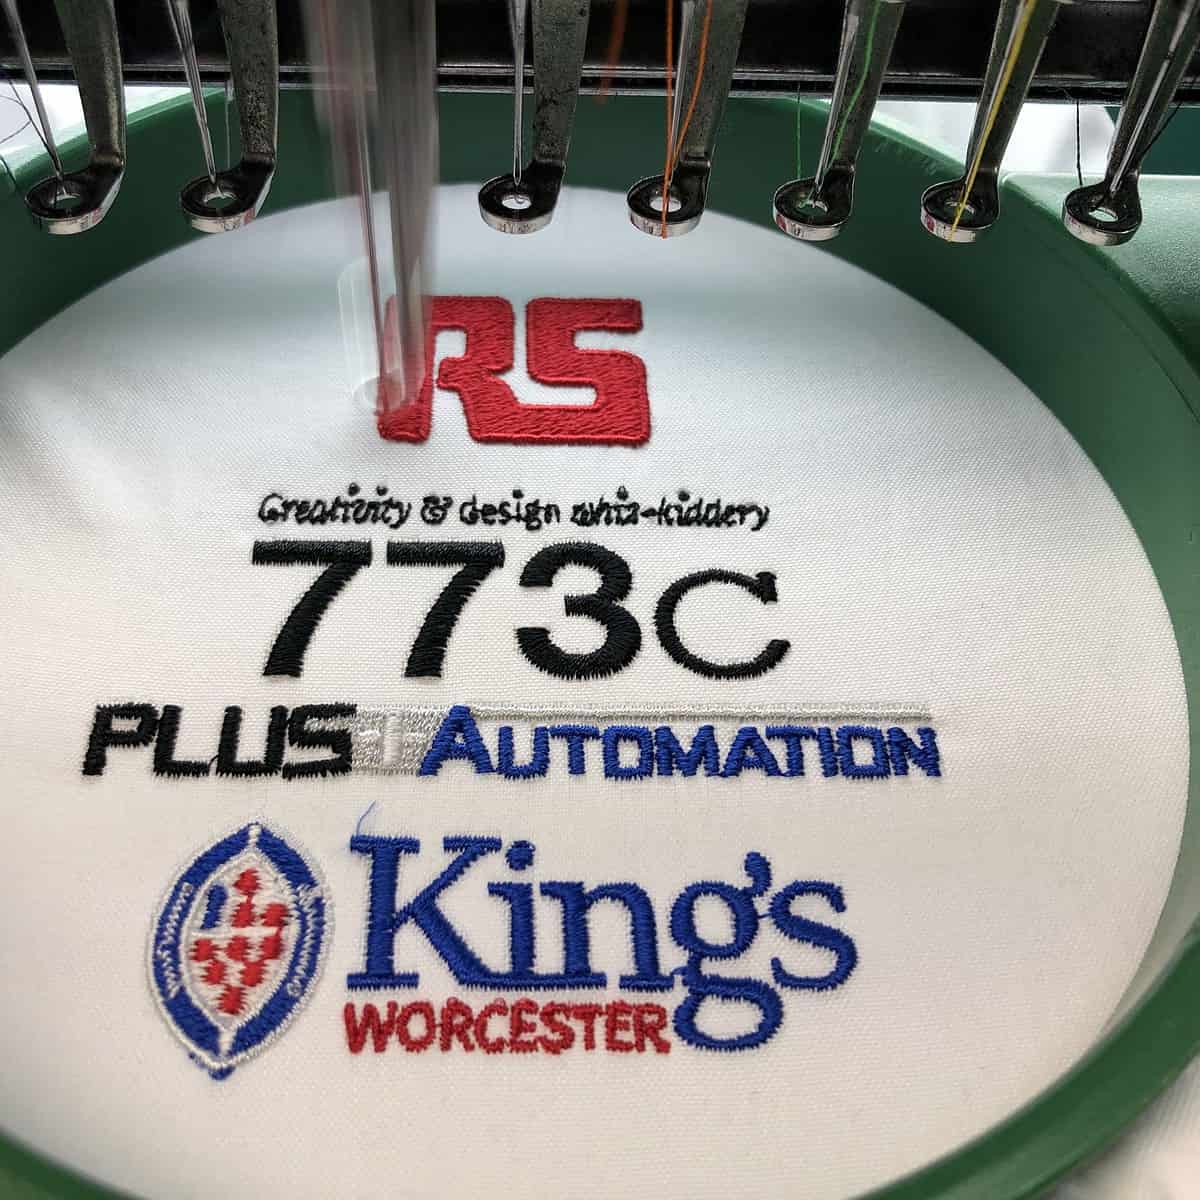 RS
Creativity & design whiz-kiddery
773c
PLUS AUTOMATION
King's
WORCESTER